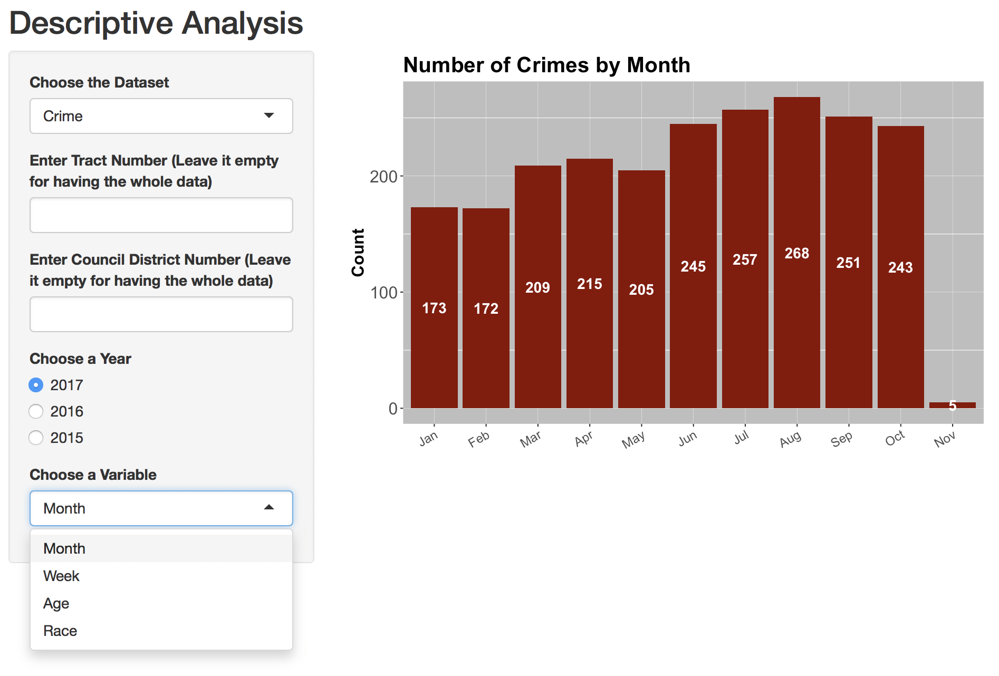 Descriptive Analysis
Choose the Dataset
Crime
Enter Tract Number (Leave it empty
for having the whole data)
Enter Council District Number (Leave
it empty for having the whole data)
Choose a Year
2017
2016
2015
Choose a Variable
Month
Month
Week
Age
Race
Number of Crimes by Month
Count
200
100
0
173
172
209
215
205
245
257
268
251
243
5
Jan
Feb
Mar
Apr
May
Jun
Jul
Aug
Sep
Oct
Nov